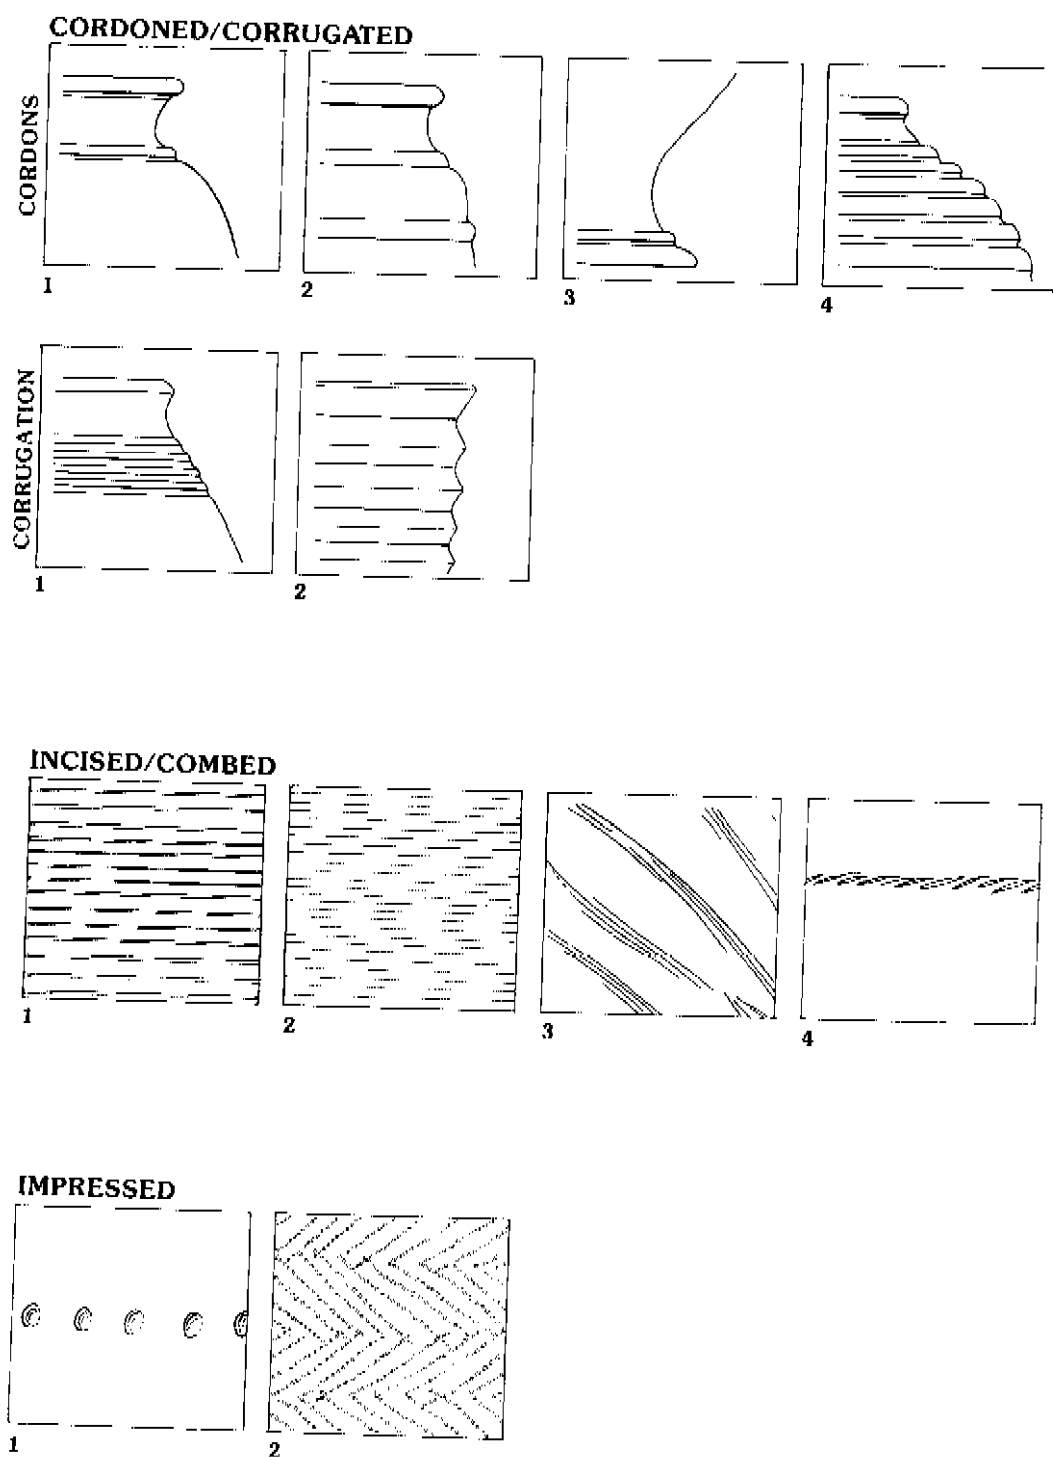 CORDONED/CORRUGATED
CORDONS
1 2 3 4
CORRUGATION
1 2
INCISED/COMBED
1 2 3 4
IMPRESSED
1 2